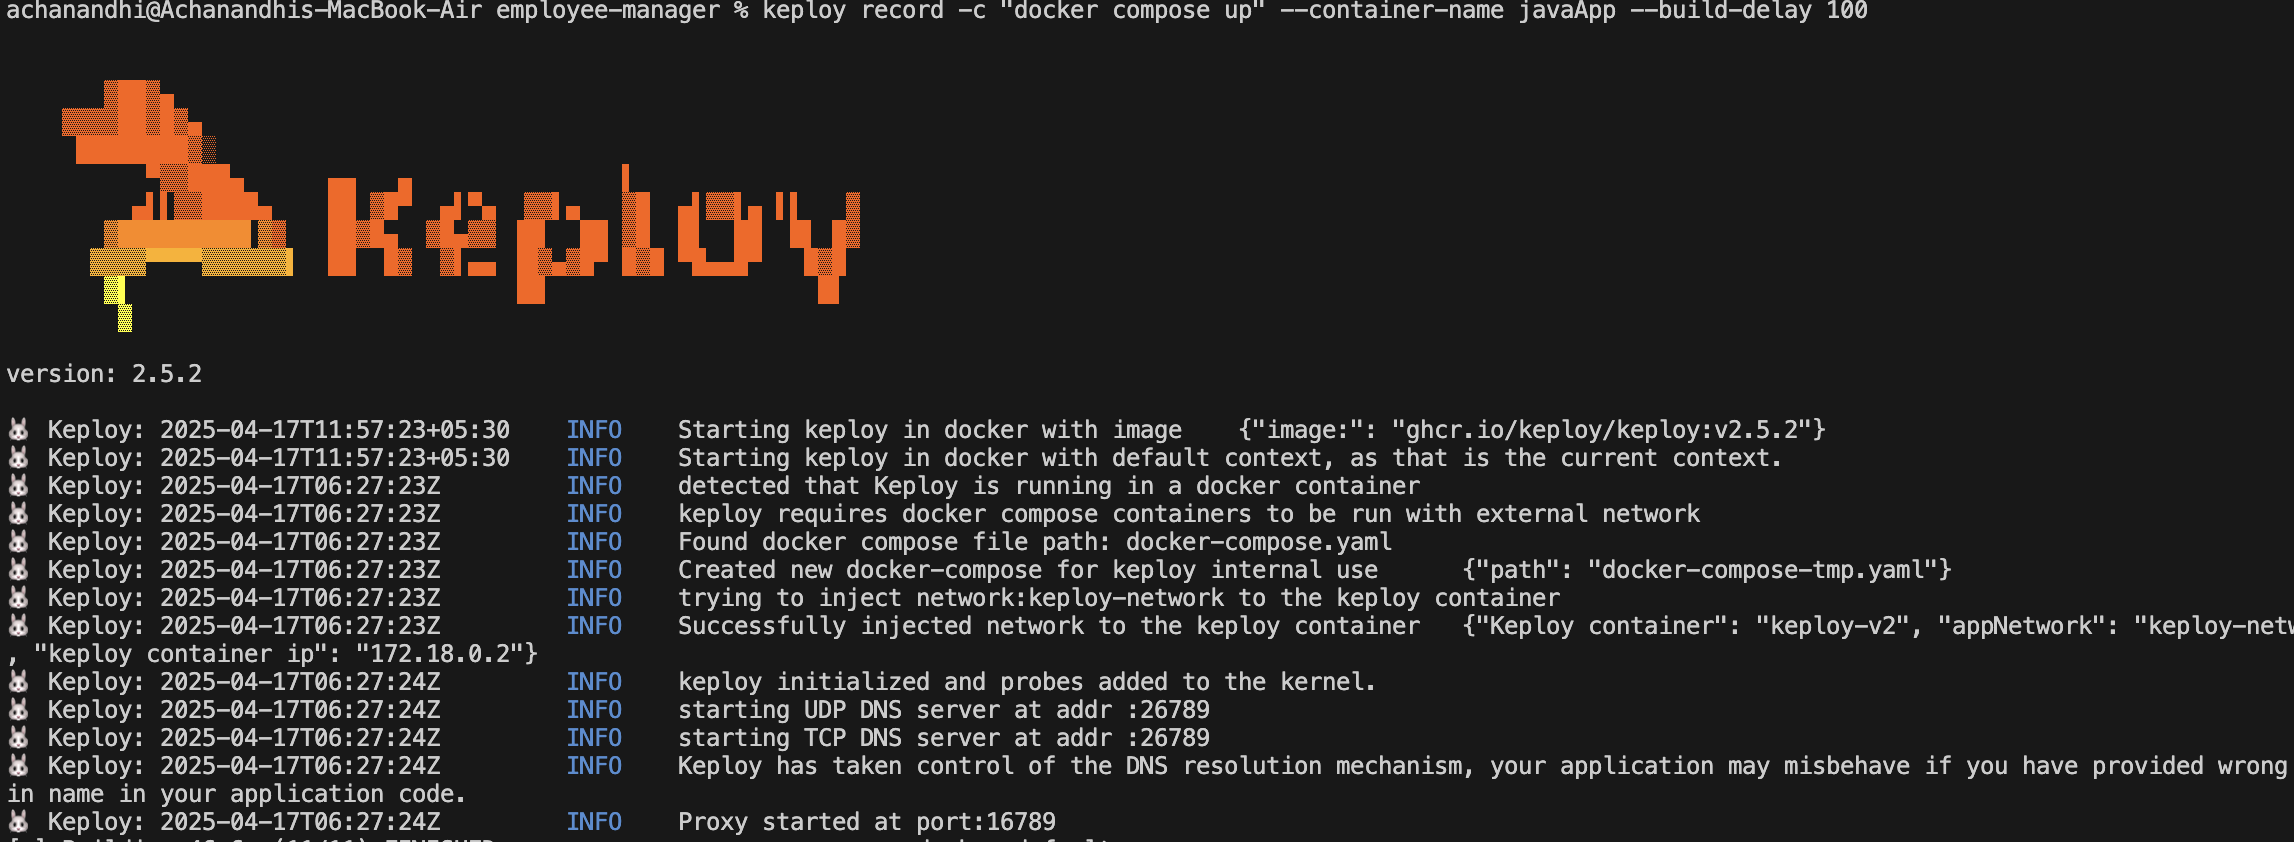 achanandhi@Achanandhis-MacBook-Air employee-manager % keploy record -c "docker compose up" --container-name javaApp --build-delay 100
Keploy
version: 2.5.2
🐰 Keploy: 2025-04-17T11:57:23+05:30 INFO Starting keploy in docker with image {"image:": "ghcr.io/keploy/keploy:v2.5.2"}
🐰 Keploy: 2025-04-17T11:57:23+05:30 INFO Starting keploy in docker with default context, as that is the current context.
🐰 Keploy: 2025-04-17T06:27:23Z INFO detected that Keploy is running in a docker container
🐰 Keploy: 2025-04-17T06:27:23Z INFO keploy requires docker compose containers to be run with external network
🐰 Keploy: 2025-04-17T06:27:23Z INFO Found docker compose file path: docker-compose.yaml
🐰 Keploy: 2025-04-17T06:27:23Z INFO Created new docker-compose for keploy internal use {"path": "docker-compose-tmp.yaml"}
🐰 Keploy: 2025-04-17T06:27:23Z INFO trying to inject network:keploy-network to the keploy container
🐰 Keploy: 2025-04-17T06:27:23Z INFO Successfully injected network to the keploy container {"Keploy container": "keploy-v2", "appNetwork": "keploy-netw
, "keploy container ip": "172.18.0.2"}
🐰 Keploy: 2025-04-17T06:27:24Z INFO keploy initialized and probes added to the kernel.
🐰 Keploy: 2025-04-17T06:27:24Z INFO starting UDP DNS server at addr :26789
🐰 Keploy: 2025-04-17T06:27:24Z INFO starting TCP DNS server at addr :26789
🐰 Keploy: 2025-04-17T06:27:24Z INFO Keploy has taken control of the DNS resolution mechanism, your application may misbehave if you have provided wrong
in name in your application code.
🐰 Keploy: 2025-04-17T06:27:24Z INFO Proxy started at port:16789